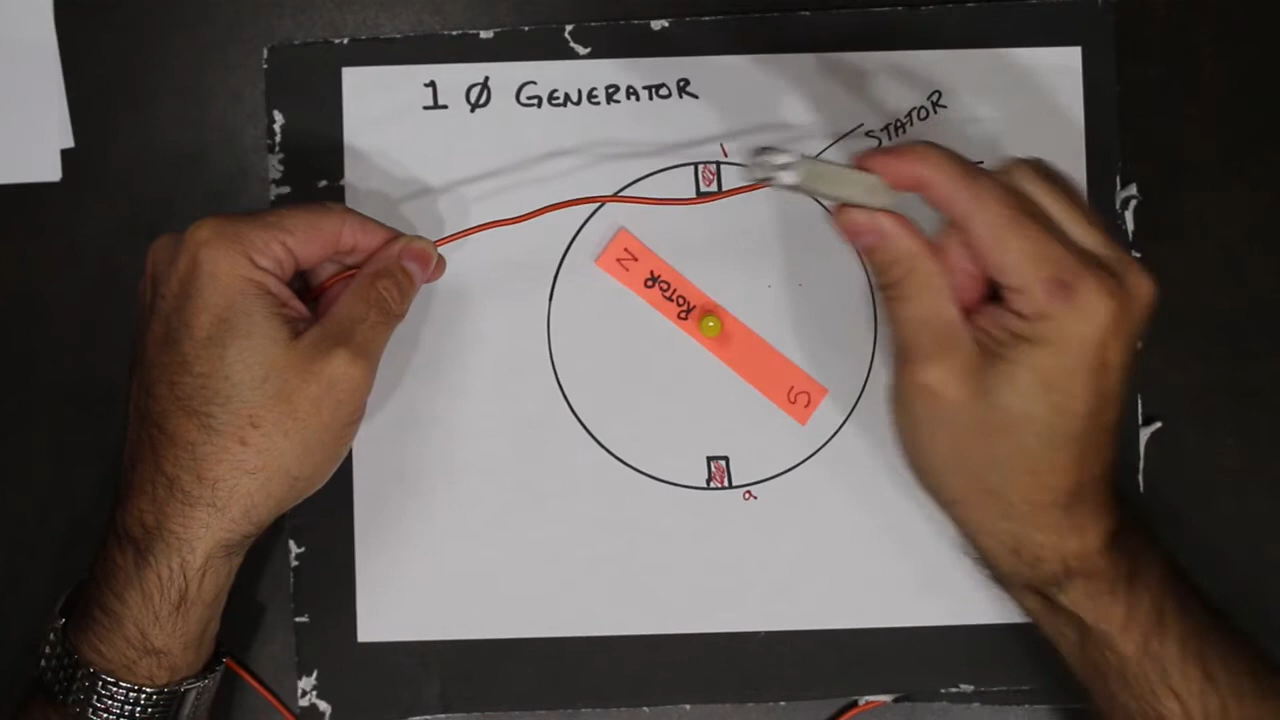 1 Ø GENERATOR
STATOR
1
N
ROTOR
S
a